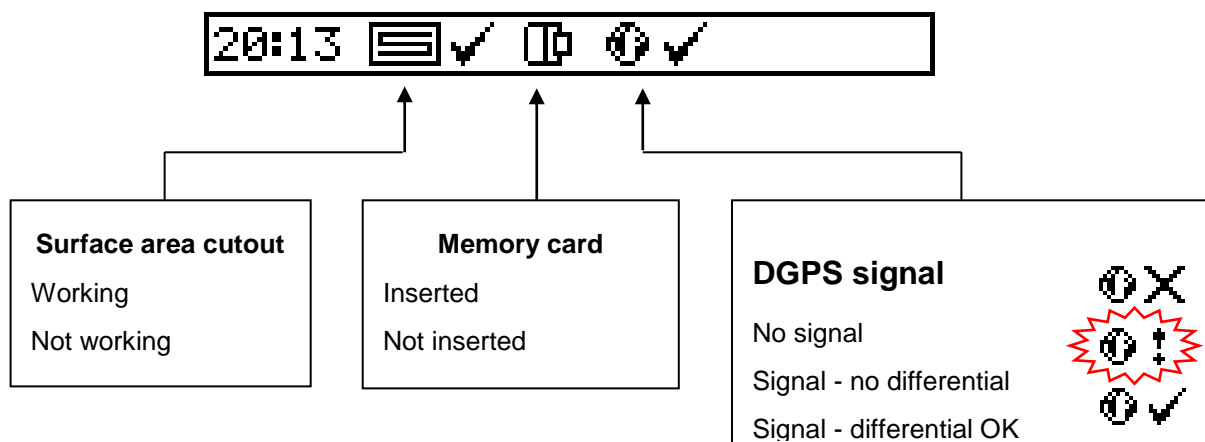 20:13
Surface area cutout
Working
Not working
Memory card
Inserted
Not inserted
DGPS signal
No signal
Signal - no differential
Signal - differential OK
!